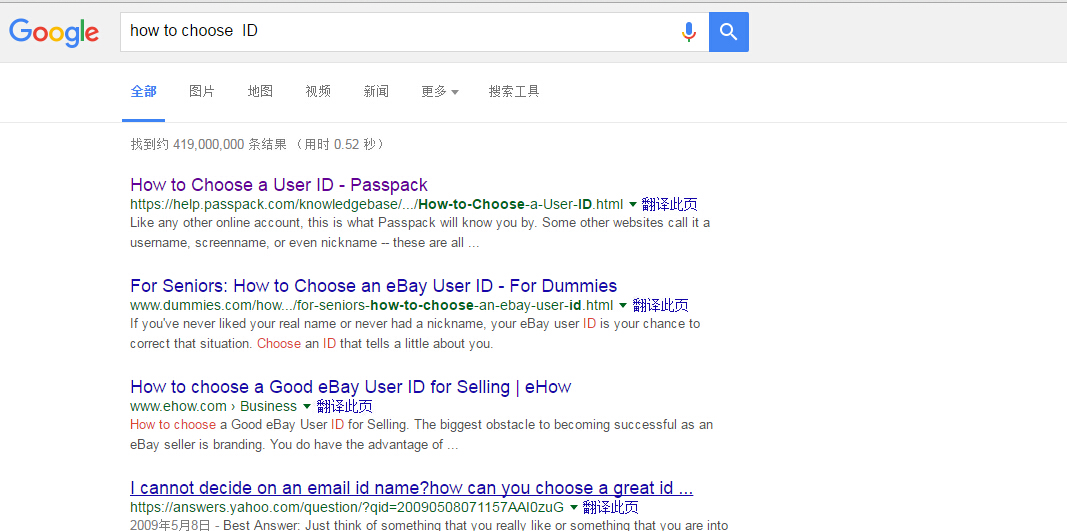 Google
how to choose  ID
全部 图片 地图 视频 新闻 更多 搜索工具
找到约 419,000,000 条结果 （用时 0.52 秒）
How to Choose a User ID - Passpack
https://help.passpack.com/knowledgebase/.../How-to-Choose-a-User-ID.html 翻译此页
Like any other online account, this is what Passpack will know you by. Some other websites call it a
username, screenname, or even nickname -- these are all ...
For Seniors: How to Choose an eBay User ID - For Dummies
www.dummies.com/how.../for-seniors-how-to-choose-an-ebay-user-id.html 翻译此页
If you've never liked your real name or never had a nickname, your eBay user ID is your chance to
correct that situation. Choose an ID that tells a little about you.
How to choose a Good eBay User ID for Selling | eHow
www.ehow.com › Business 翻译此页
How to choose a Good eBay User ID for Selling. The biggest obstacle to becoming successful as an
eBay seller is branding. You do have the advantage of ...
I cannot decide on an email id name?how can you choose a great id ...
https://answers.yahoo.com/question/?qid=20090508071157AAI0zuG 翻译此页
2009年5月8日 - Best Answer: Just think of something that you really like or something that you are into